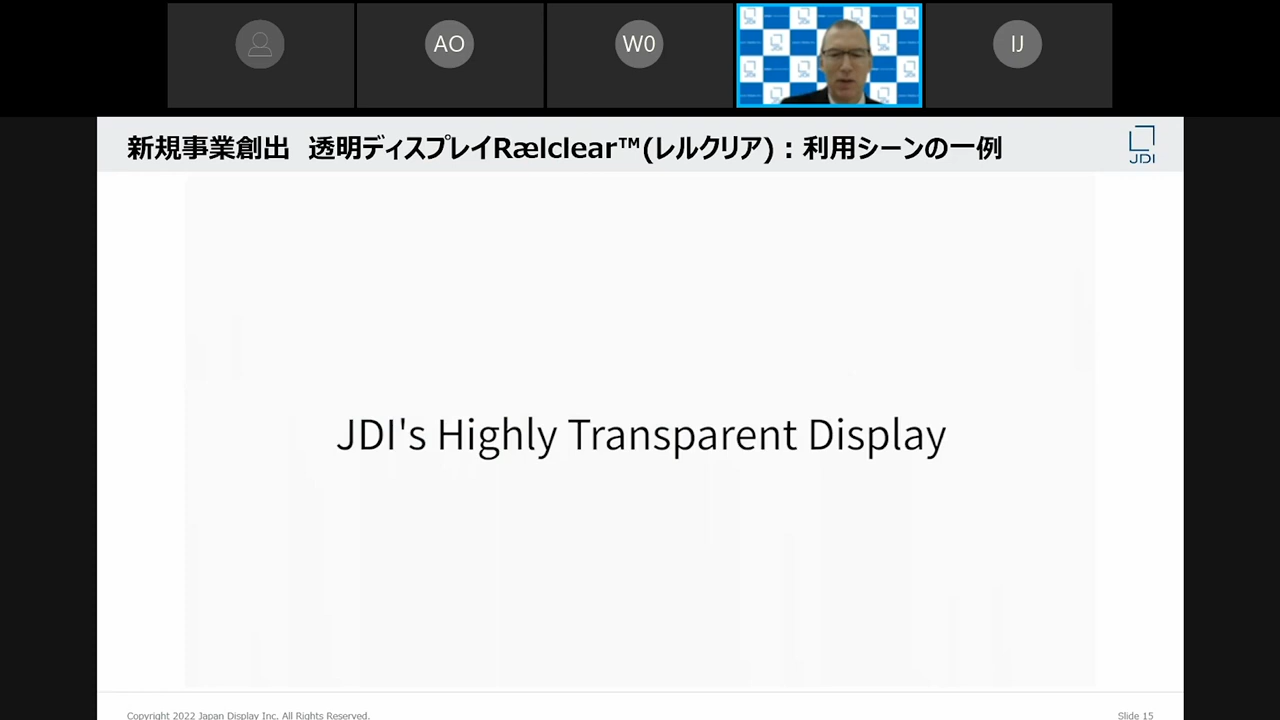 AO
W0
IJ
新規事業創出 透明ディスプレイRælclear™(レルクリア)：利用シーンの一例
JDI
JDI's Highly Transparent Display
Copyright 2022 Japan Display Inc. All Rights Reserved.
Slide 15